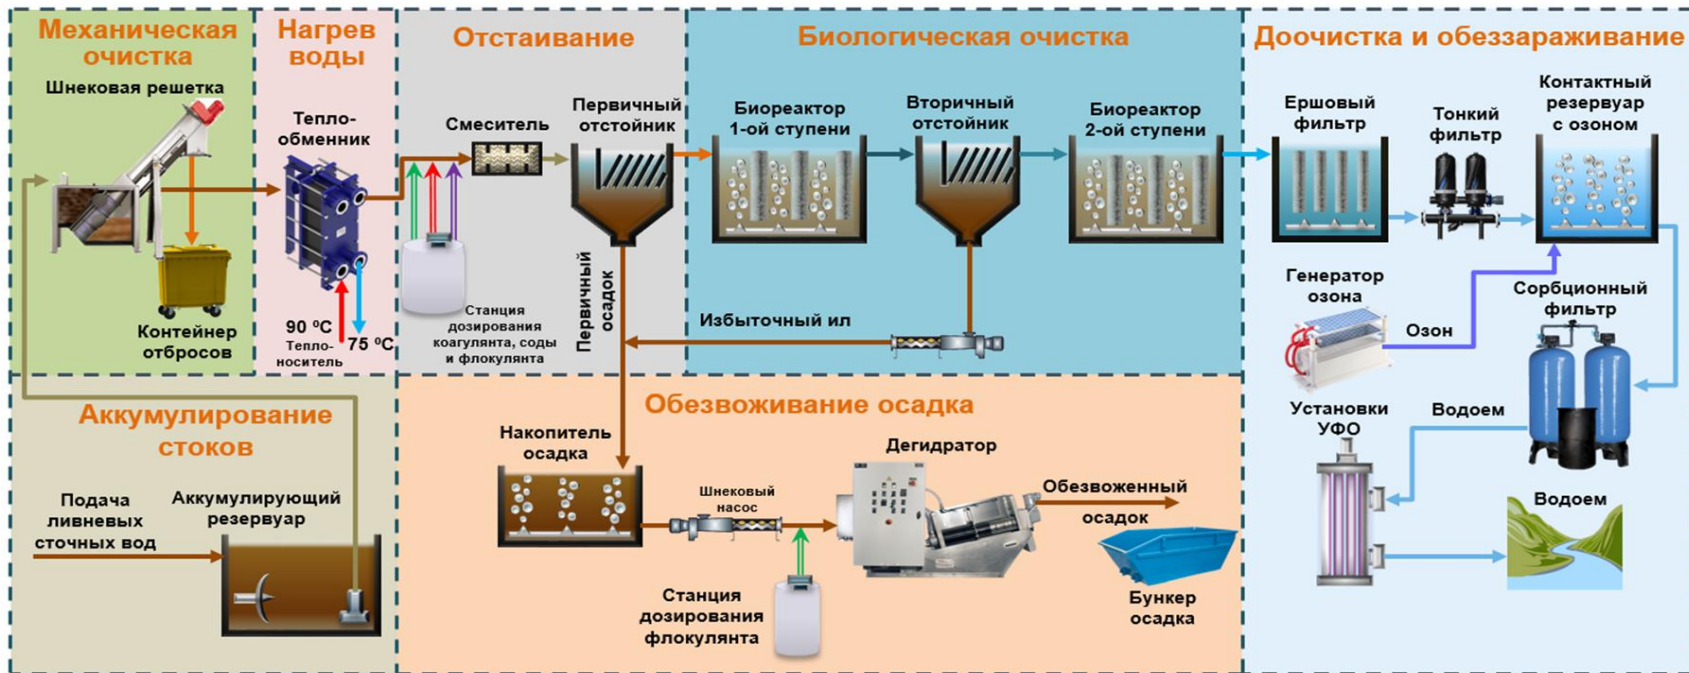 Механическая
очистка
Шнековая решетка
Контейнер
отбросов
Нагрев
воды
Тепло-
обменник
90 ⁰C
Тепло-
носитель
75 ⁰C
Отстаивание
Смеситель
Первичный
отстойник
Станция
дозирования
коагулянта, соды
и флокулянта
Первичный
осадок
Биологическая очистка
Биореактор
1-ой ступени
Вторичный
отстойник
Биореактор
2-ой ступени
Избыточный ил
Доочистка и обеззараживание
Ершовый
фильтр
Тонкий
фильтр
Контактный
резервуар
с озоном
Генератор
озона
Озон
Сорбционный
фильтр
Установки
УФО
Водоем
Водоем
Аккумулирование
стоков
Подача
ливневых
сточных вод
Аккумулирующий
резервуар
Обезвоживание осадка
Накопитель
осадка
Шнековый
насос
Станция
дозирования
флокулянта
Дегидратор
Обезвоженный
осадок
Бункер
осадка